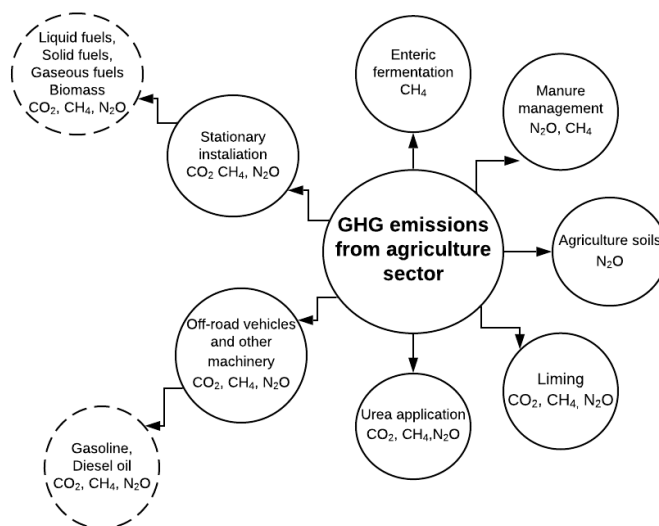 Liquid fuels,
Solid fuels,
Gaseous fuels
Biomass
CO₂, CH₄, N₂O
Enteric
fermentation
CH₄
Manure
management
N₂O, CH₄
Stationary
instaliation
CO₂ CH₄, N₂O
GHG emissions
from agriculture
sector
Agriculture soils
N₂O
Off-road vehicles
and other
machinery
CO₂, CH₄, N₂O
Liming
CO₂, CH₄, N₂O
Urea application
CO₂, CH₄,N₂O
Gasoline,
Diesel oil
CO₂, CH₄, N₂O